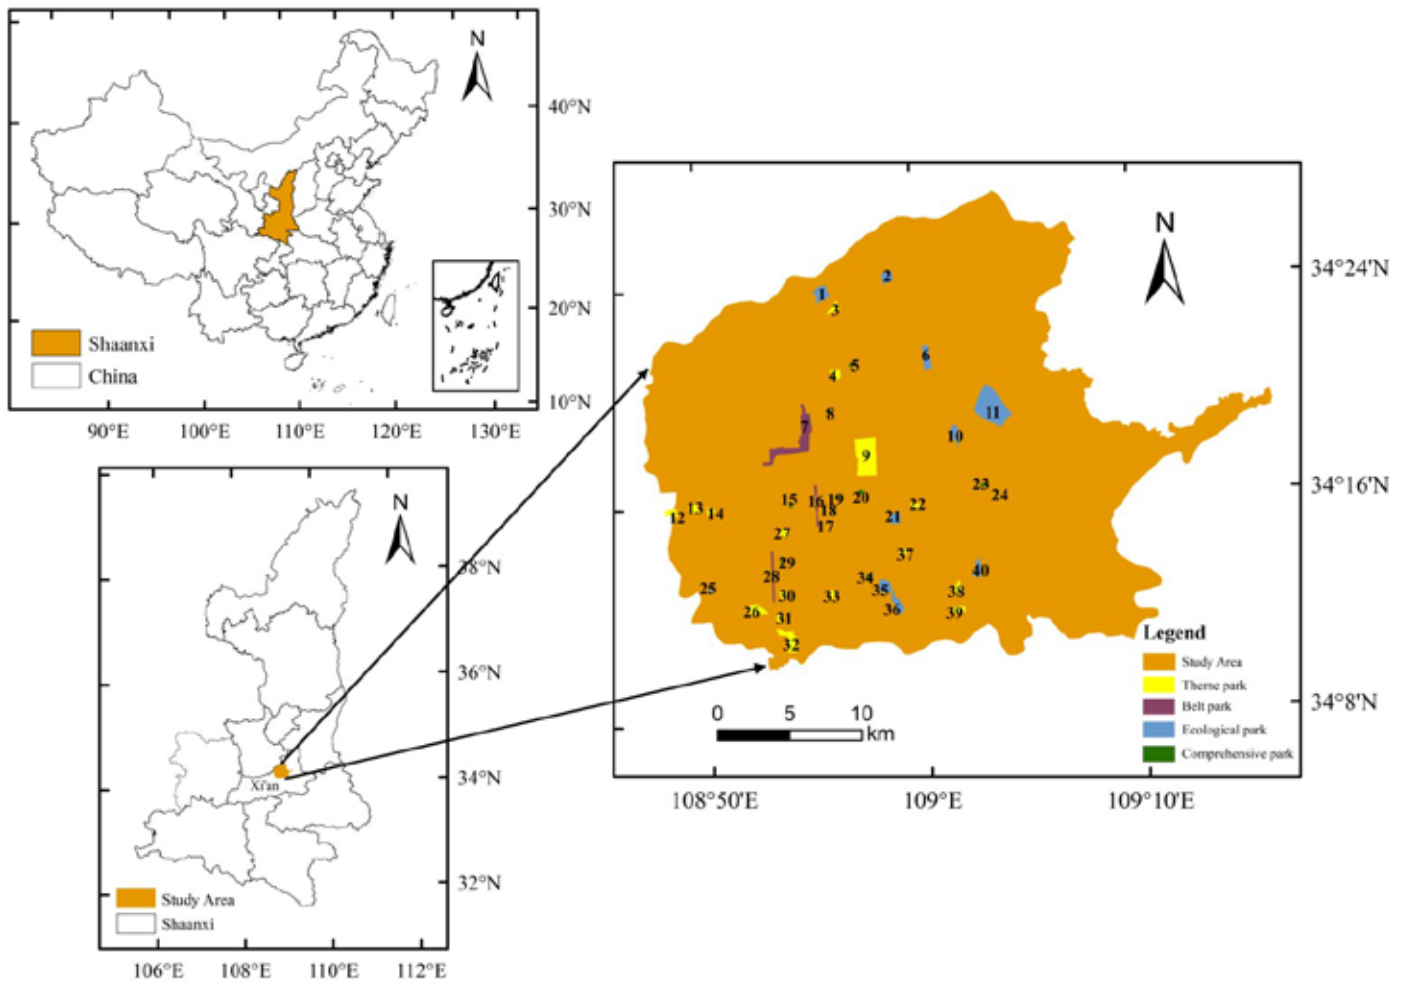 N
40°N
30°N
20°N
10°N
Shaanxi
China
90°E
100°E
110°E
120°E
130°E
N
38°N
36°N
34°N
32°N
Xi'an
Study Area
Shaanxi
106°E
108°E
110°E
112°E
N
34°24'N
34°16'N
34°8'N
1
2
3
4
5
6
7
8
9
10
11
12
13
14
15
16
17
18
19
20
21
22
23
24
25
26
27
28
29
30
31
32
33
34
35
36
37
38
39
40
Legend
Study Area
Theme park
Belt park
Ecological park
Comprehensive park
0 5 10
km
108°50'E
109°E
109°10'E